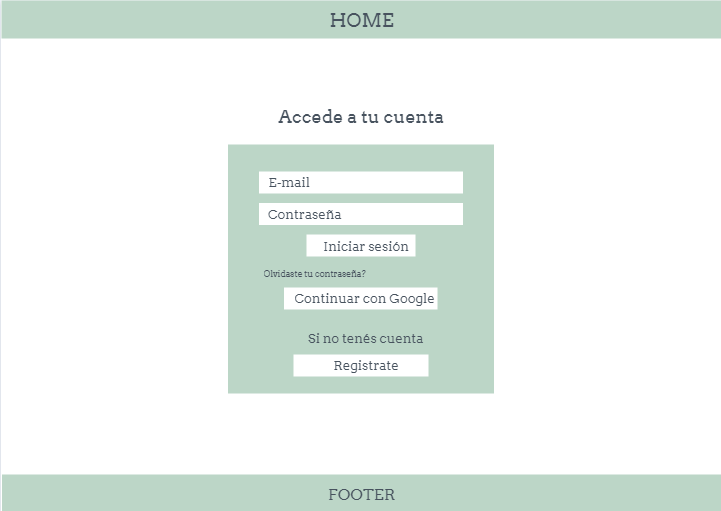 HOME
Accede a tu cuenta
E-mail
Contraseña
Iniciar sesión
Olvidaste tu contraseña?
Continuar con Google
Si no tenés cuenta
Registrate
FOOTER